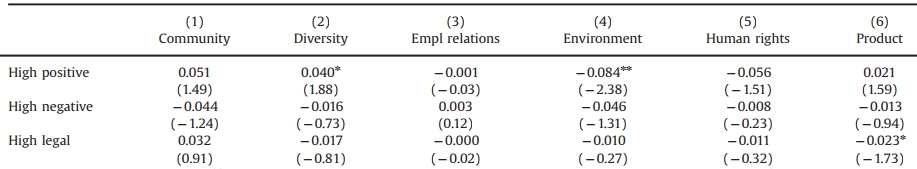 (1) (2) (3) (4) (5) (6)
Community Diversity Empl relations Environment Human rights Product
High positive 0.051 0.040* −0.001 −0.084** −0.056 0.021
(1.49) (1.88) (−0.03) (−2.38) (−1.51) (1.59)
High negative −0.044 −0.016 0.003 −0.046 −0.008 −0.013
(−1.24) (−0.73) (0.12) (−1.31) (−0.23) (−0.94)
High legal 0.032 −0.017 −0.000 −0.010 −0.011 −0.023*
(0.91) (−0.81) (−0.02) (−0.27) (−0.32) (−1.73)